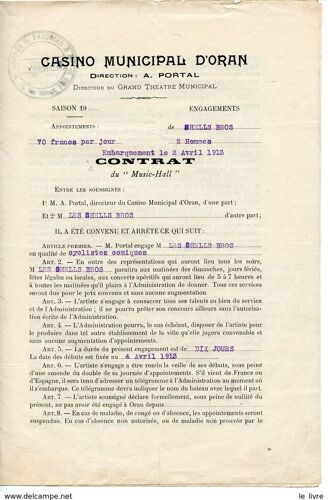 CASINO MUNICIPAL D'ORAN
DIRECTION : A. PORTAL
DIRECTEUR DU GRAND THÉATRE MUNICIPAL
SAISON 19 ENGAGEMENTS
APPOINTEMENTS : de SHELLS BROS
70 francs par jour 2 Hommes
Embarquement le 2 Avril 1913
CONTRAT
du "Music-Hall"
ENTRE LES SOUSSIGNES :
1° M. A. Portal, directeur du Casino Municipal d'Oran, d'une part ;
Et 2° M LES SHELLS BROS d'autre part;
IL A ÉTÉ CONVENU ET ARRÊTÉ CE QUI SUIT :
ARTICLE PREMIER. — M. Portal engage M LES SHELLS BROS
en qualité de cyclistes comiques
ART. 2. — En outre des représentations qui auront lieu tous les soirs,
M LES SHELLS BROS paraîtra aux matinées des dimanches, jours fériés,
fêtes locales ou locales, aux concerts apéritif qui auront lieu de 5 à 7 heures et
à toutes les matinées qu'il plaira à l'Administration de donner. Tous ces services
seront dus pour le prix convenu et sans augmentation
ART. 3. — L'artiste s'engage à consacrer tous ses talents au bien du service
et de l'Administration ; il ne pourra prêter son concours ailleurs sans l'autorisation
écrite de l'Administration.
ART. 4. — L'Administration pourra, le cas échéant, disposer de l'artiste pour
le produire dans tel autre établissement de la ville qu'elle jugera convenable et
sans aucune augmentation d'appointements.
ART. 5. — La durée du présent engagement est de DIX JOURS
La date des débuts est fixée au 4 Avril 1913
ART. 6. — L'artiste s'engage à être rendu la veille de ses débuts, sous peine
d'une amende du double de sa journée d'appointements. S'il vient de France ou
d'Espagne, il sera tenu d'adresser un télégramme à l'Administration au moment où
il s'embarque. Ce télégramme devra indiquer le nom du bateau avec lequel il part.
ART. 7. — L'artiste soussigné déclare formellement, sous peine de nullité du
présent, ne pas avoir été engagé à Oran depuis
ART. 8. — En cas de maladie, de congé ou d'absence, les appointements seront
suspendus. En cas d'absence non autorisée, ou de maladie non prouvée par le
delcampe.net